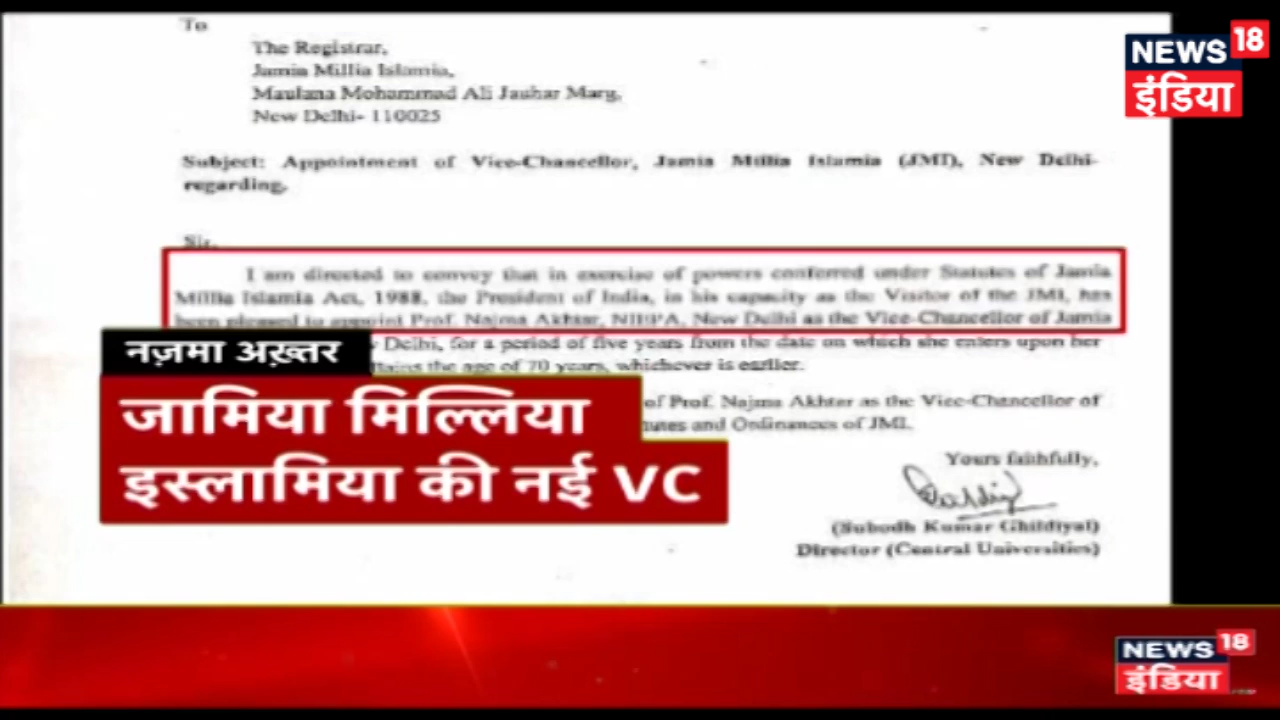 To
The Registrar,
Jamia Millia Islamia,
Maulana Mohammad Ali Jauhar Marg,
New Delhi- 110025
Subject: Appointment of Vice-Chancellor, Jamia Millia Islamia (JMI), New Delhi-
regarding.
Sir,
I am directed to convey that in exercise of powers conferred under Statutes of Jamia
Millia Islamia Act, 1988, the President of India, in his capacity as the Visitor of the JMI, has
been pleased to appoint Prof. Najma Akhtar, NIEPA, New Delhi as the Vice-Chancellor of Jamia
Delhi, for a period of five years from the date on which she enters upon her
the age of 70 years, whichever is earlier.
of Prof. Najma Akhter as the Vice-Chancellor of
and Ordinances of JMI.
Yours faithfully,
(Subodh Kumar Ghildiyal)
Director (Central Universities)
नज़मा अख़्तर
जामिया मिल्लिया
इस्लामिया की नई VC
NEWS 18
इंडिया
NEWS 18
इंडिया